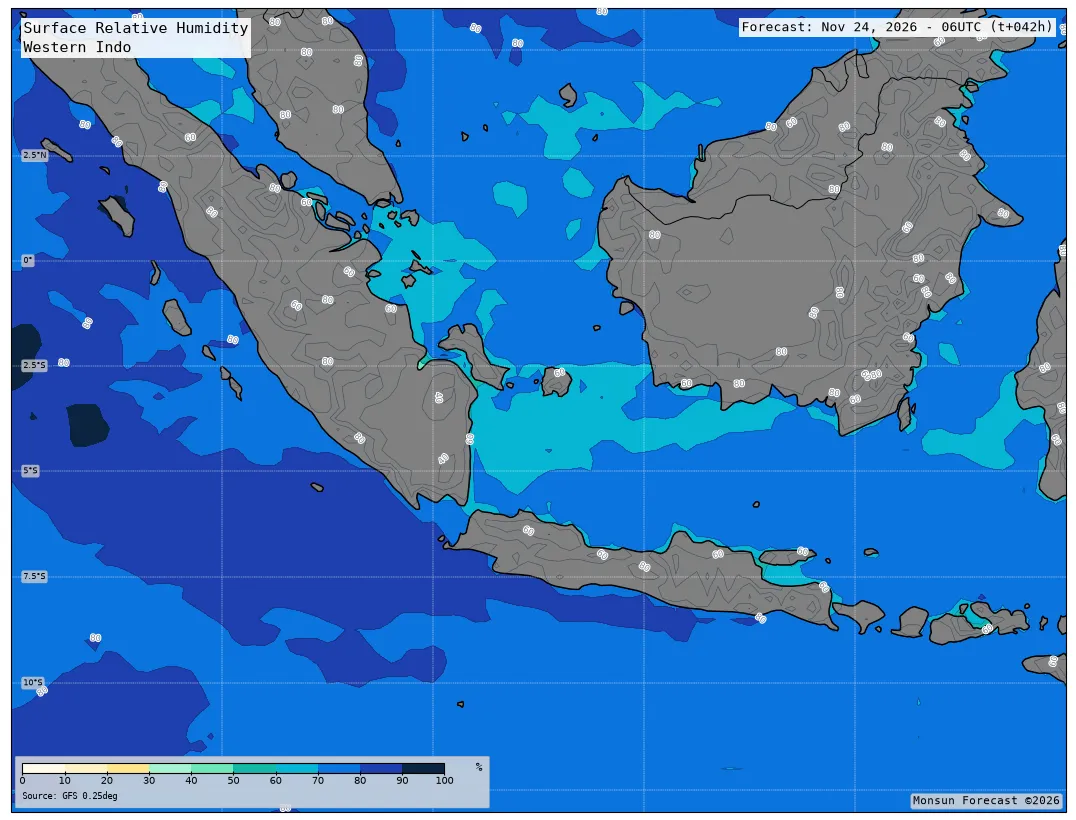 Surface Relative Humidity
Western Indo
Forecast: Nov 24, 2026 - 06UTC (t+042h)
2.5°N
0°
2.5°S
5°S
7.5°S
10°S
0 10 20 30 40 50 60 70 80 90 100
%
Source: GFS 0.25deg
Monsun Forecast ©2026